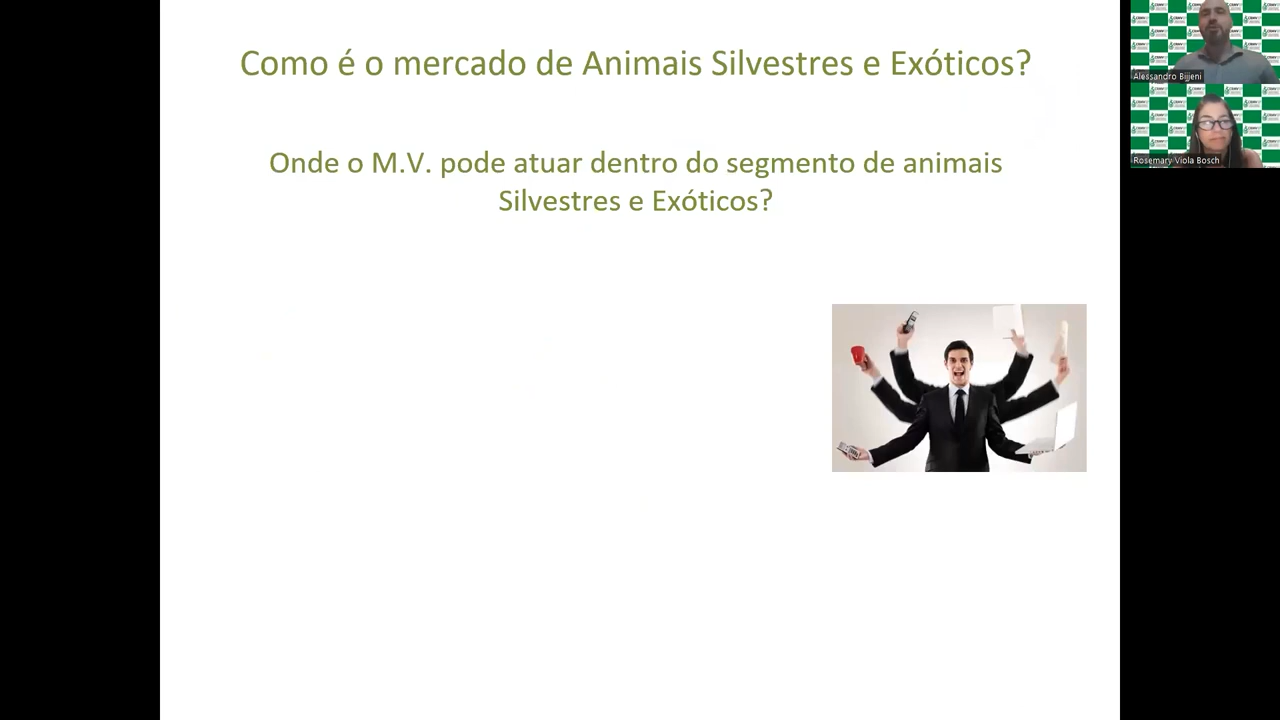 Como é o mercado de Animais Silvestres e Exóticos?
Onde o M.V. pode atuar dentro do segmento de animais
Silvestres e Exóticos?
Alessandro Bijjeni
Rosemary Viola Bosch